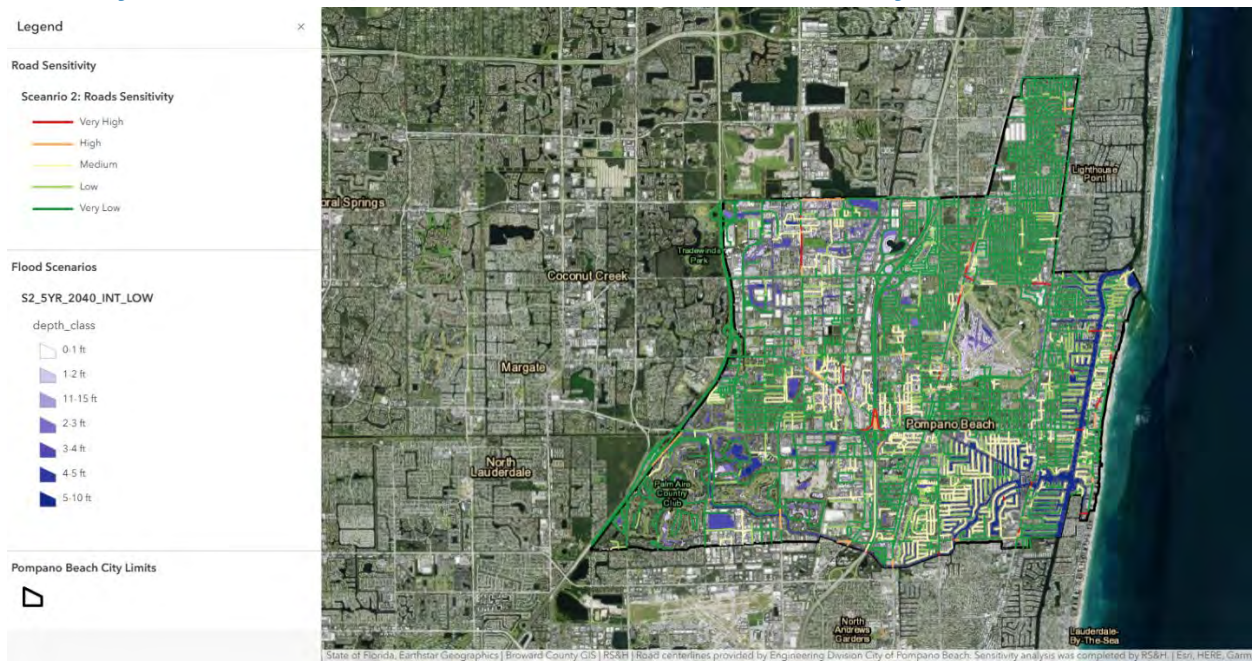 Legend
×
Road Sensitivity
Sceanrio 2: Roads Sensitivity
Very High
High
Medium
Low
Very Low
Flood Scenarios
S2_5YR_2040_INT_LOW
depth_class
0-1 ft
1-2 ft
11-15 ft
2-3 ft
3-4 ft
4-5 ft
5-10 ft
Pompano Beach City Limits
Lighthouse
Point
oral Springs
Tradewinds
Park
Coconut Creek
Margate
Pompano Beach
North
Lauderdale
Palm Aire
Country
Club
North
Andrews
Gardens
Lauderdale-
By-The-Sea
State of Florida, Earthstar Geographics | Broward County GIS | RS&H | Road centerlines provided by Engineering Division City of Pompano Beach. Sensitivity analysis was completed by RS&H. | Esri, HERE, Garm